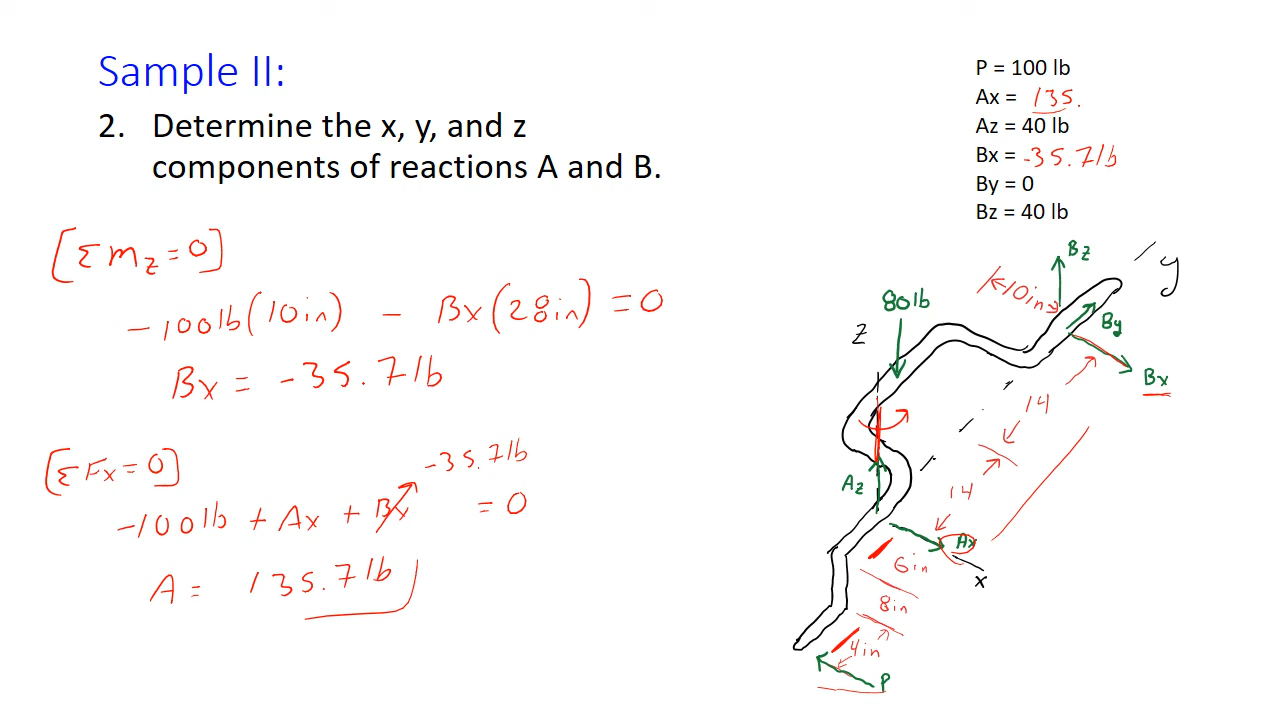 Sample II:
2. Determine the x, y, and z
components of reactions A and B.
P = 100 lb
Ax = 135.
Az = 40 lb
Bx = -35.7lb
By = 0
Bz = 40 lb
[Σmz=0]
-100lb(10in) - Bx(28in) = 0
Bx = -35.7lb
[ΣFx=0]
-35.7lb
-100lb + Ax + Bx = 0
A = 135.7lb
Bz
y
10in
80lb
By
z
Bx
14
Az
14
Ax
6in
x
8in
4in
P